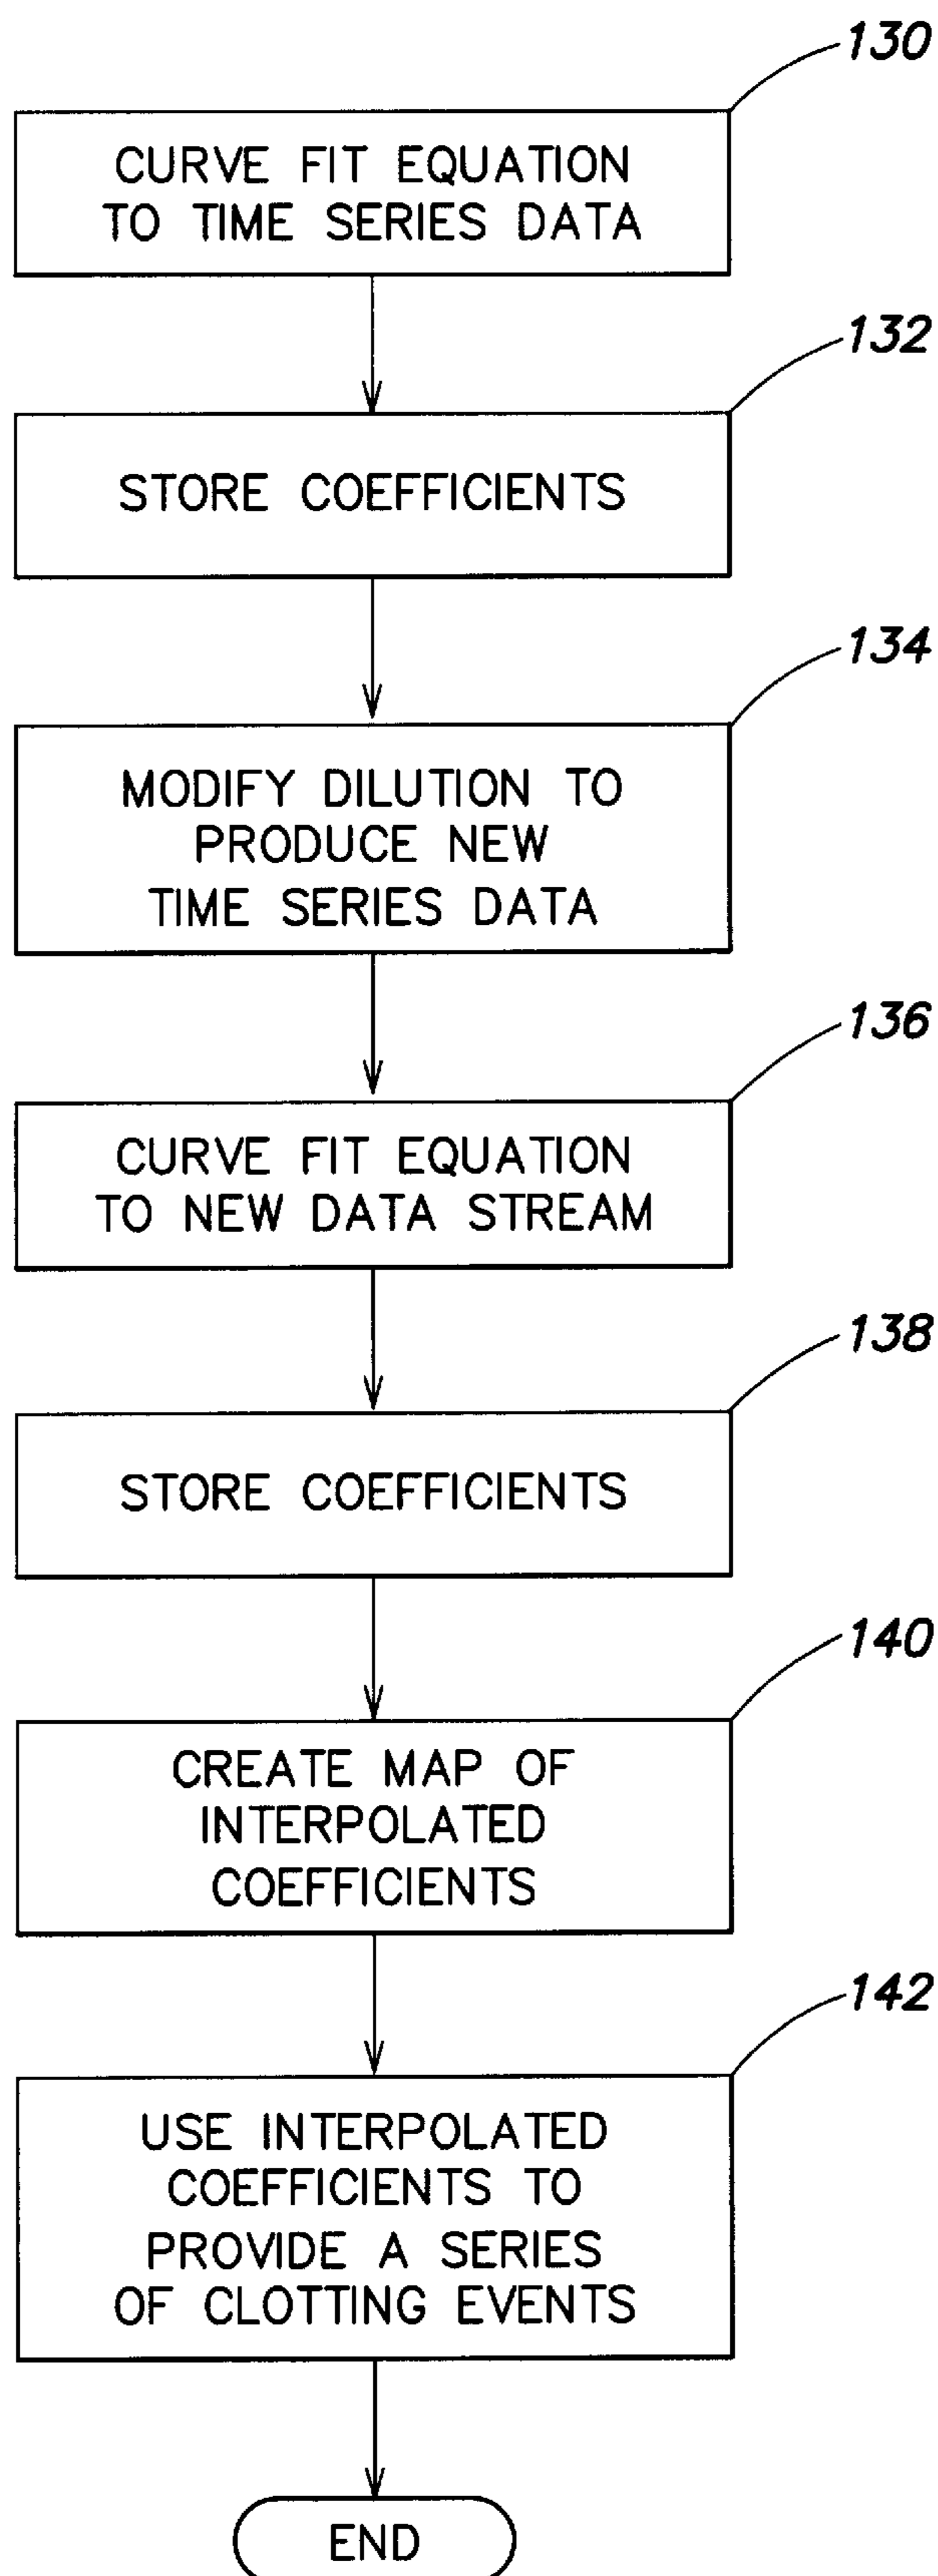 130
CURVE FIT EQUATION
TO TIME SERIES DATA
132
STORE COEFFICIENTS
134
MODIFY DILUTION TO
PRODUCE NEW
TIME SERIES DATA
136
CURVE FIT EQUATION
TO NEW DATA STREAM
138
STORE COEFFICIENTS
140
CREATE MAP OF
INTERPOLATED
COEFFICIENTS
142
USE INTERPOLATED
COEFFICIENTS TO
PROVIDE A SERIES
OF CLOTTING EVENTS
END